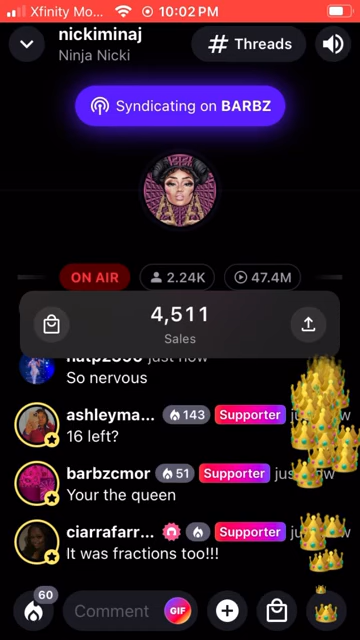 Xfinity Mo... 10:02 PM
nickiminaj
Ninja Nicki
# Threads
Syndicating on BARBZ
ON AIR 2.24K 47.4M
4,511
Sales
just now
So nervous
ashleyma... 143 Supporter
16 left?
barbzcmor 51 Supporter
Your the queen
ciarrafarr... Supporter
It was fractions too!!!
60
Comment GIF